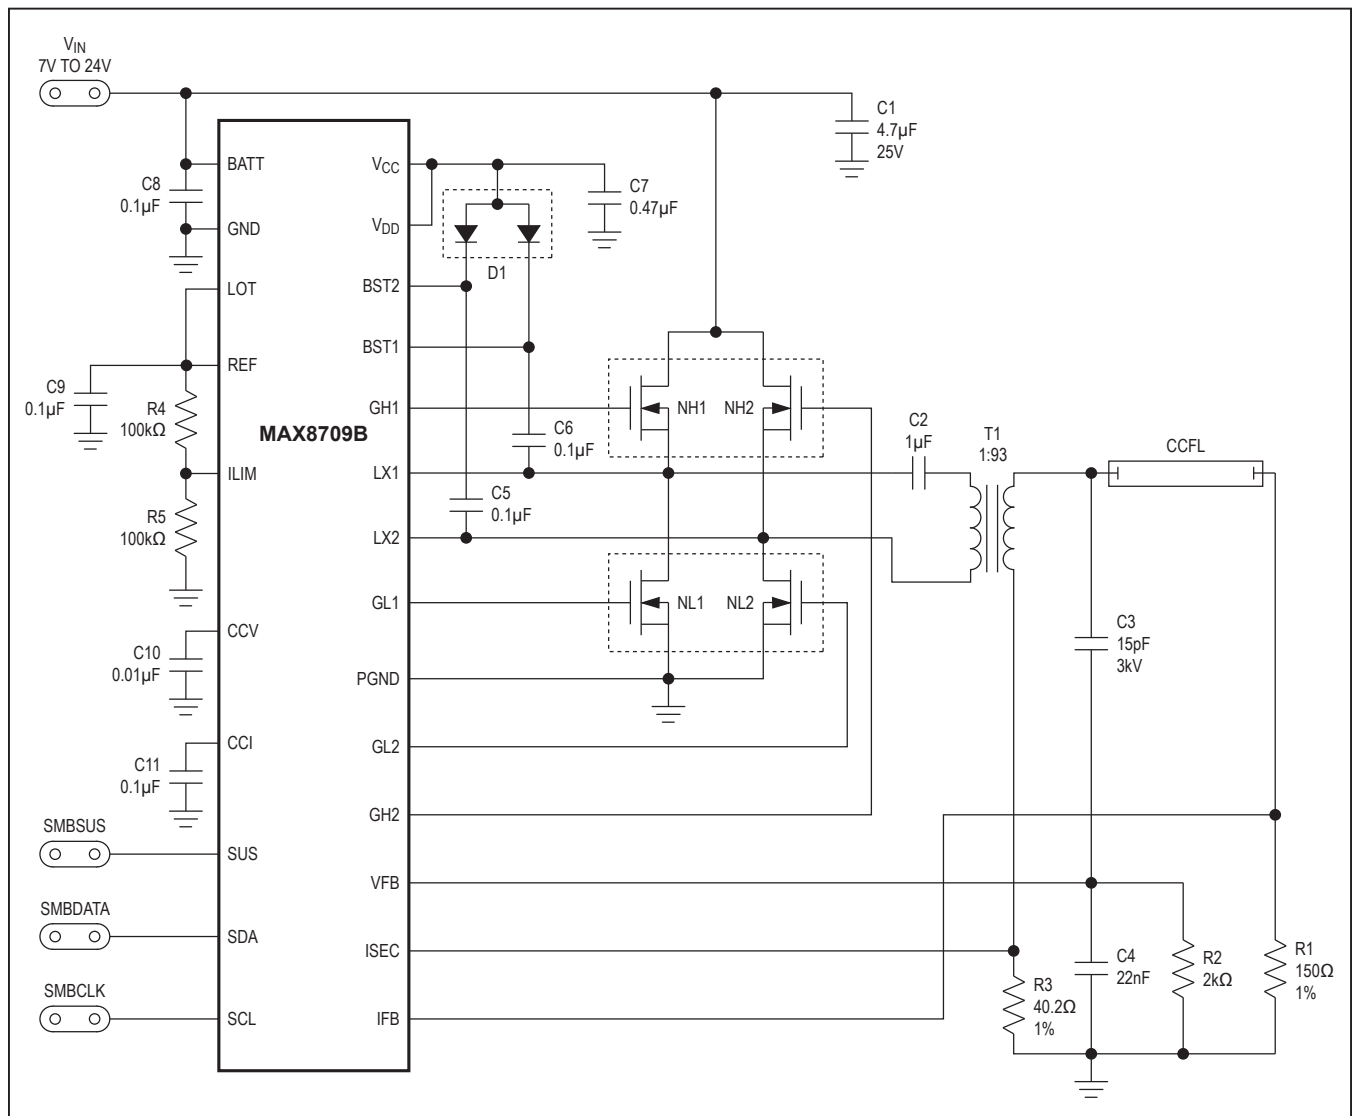 VIN
7V TO 24V
C1
4.7µF
25V
BATT
VCC
C8
0.1µF
C7
0.47µF
GND
VDD
D1
LOT
BST2
REF
BST1
C9
0.1µF
R4
100kΩ
GH1
NH1
NH2
MAX8709B
C6
0.1µF
C2
1µF
T1
1:93
CCFL
ILIM
LX1
C5
0.1µF
R5
100kΩ
LX2
GL1
NL1
NL2
CCV
C3
15pF
3kV
C10
0.01µF
PGND
CCI
GL2
C11
0.1µF
GH2
SMBSUS
SUS
VFB
SMBDATA
SDA
ISEC
C4
22nF
R2
2kΩ
R1
150Ω
1%
SMBCLK
R3
40.2Ω
1%
SCL
IFB